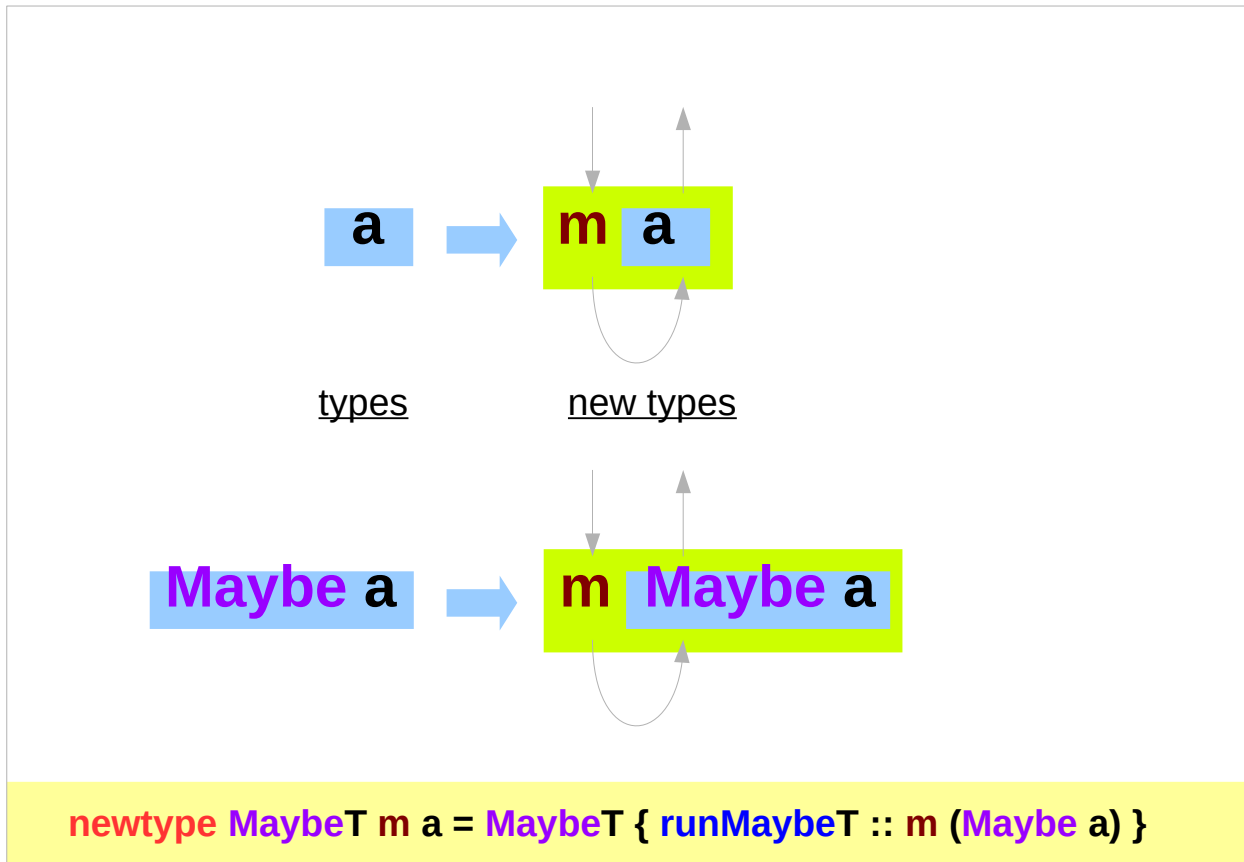 a m a
types new types
Maybe a m Maybe a
newtype MaybeT m a = MaybeT { runMaybeT :: m (Maybe a) }